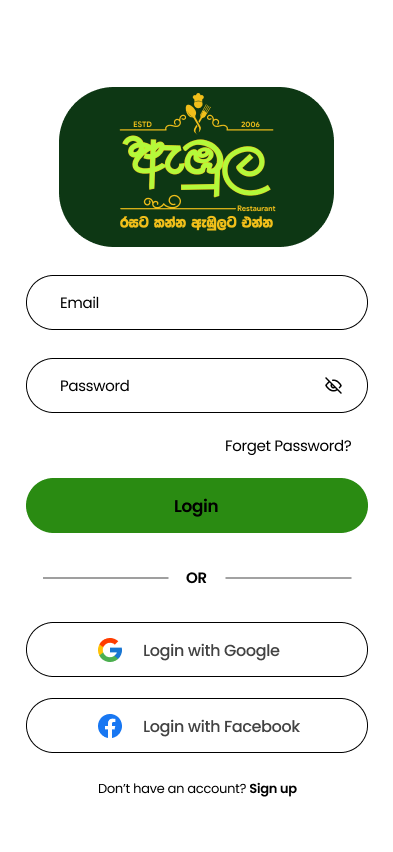 ESTD 2006
ඇඹුල
Restaurant
රසට කන්න ඇඹුලට එන්න
Email
Password
Forget Password?
Login
OR
Login with Google
Login with Facebook
Don't have an account? Sign up